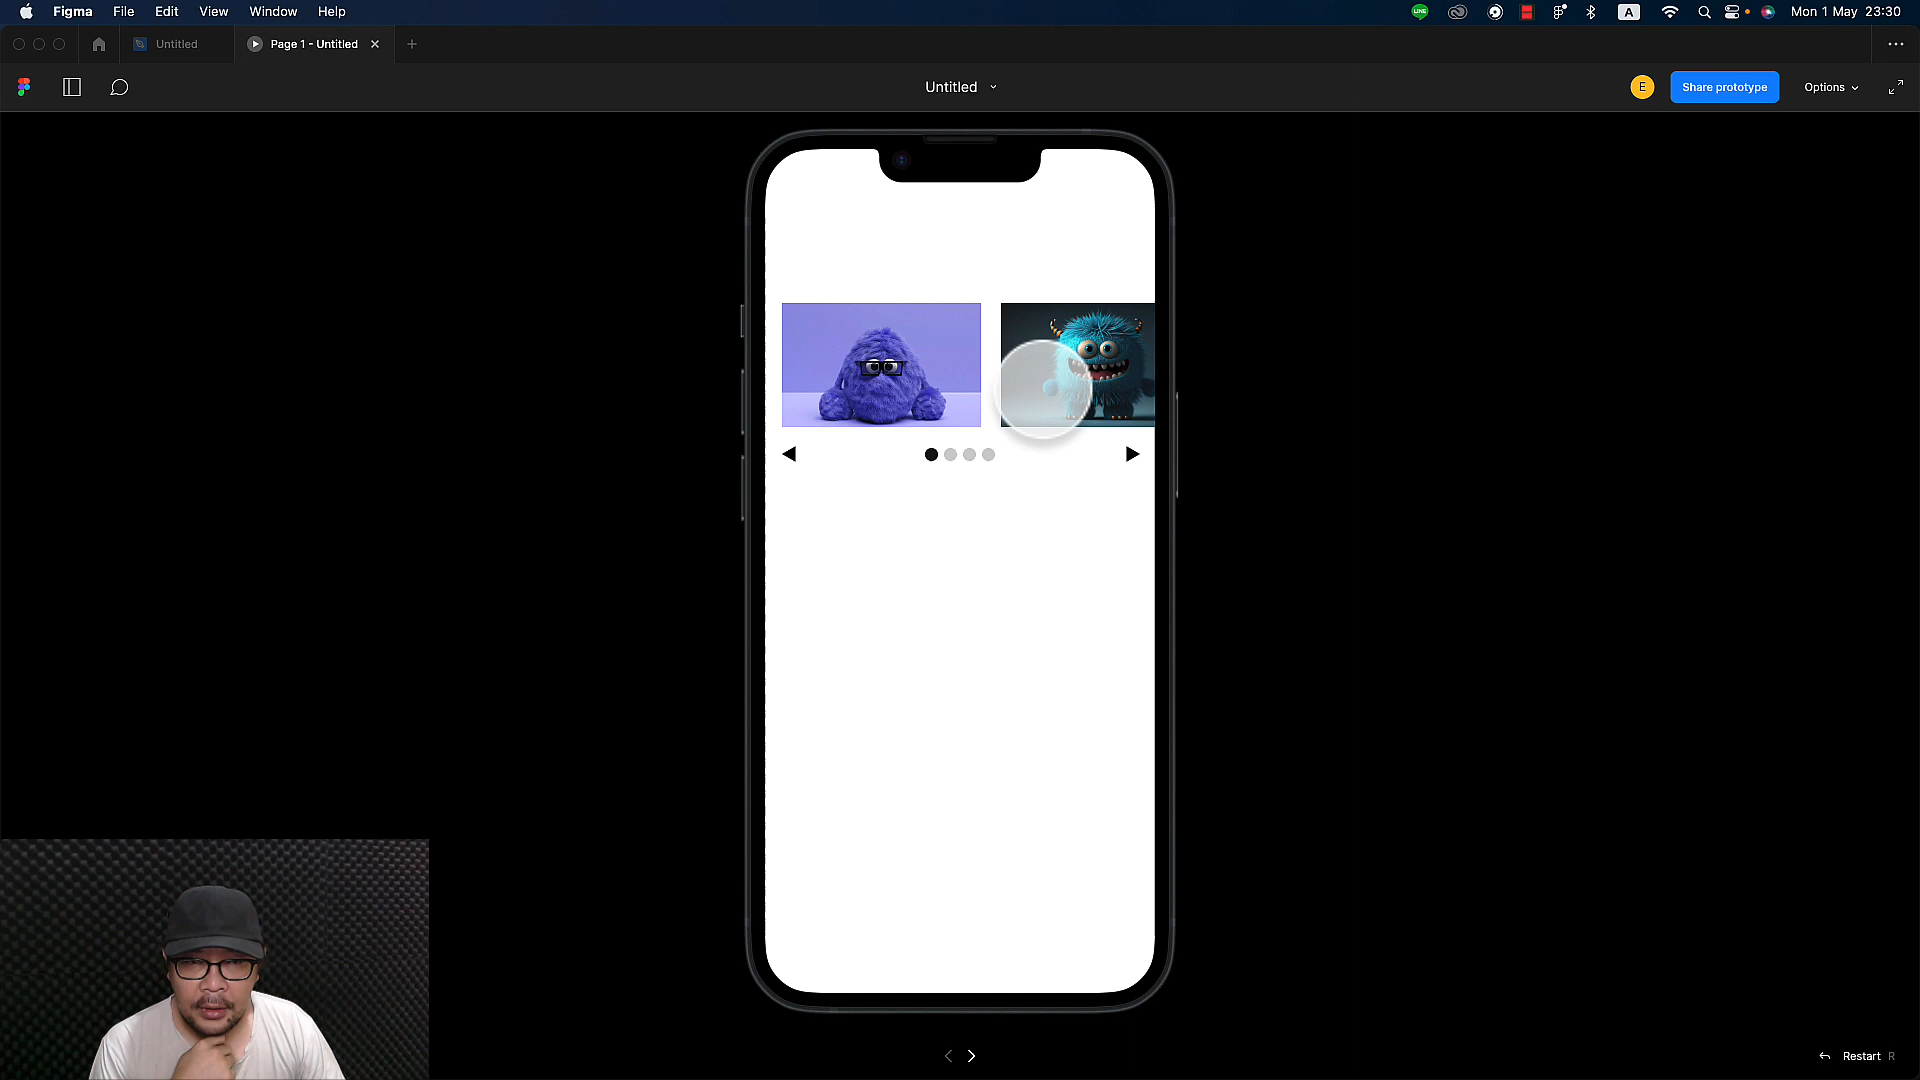 Figma File Edit View Window Help
LINE A Mon 1 May 23:30
Untitled Page 1 - Untitled
Untitled
E Share prototype Options
Restart R